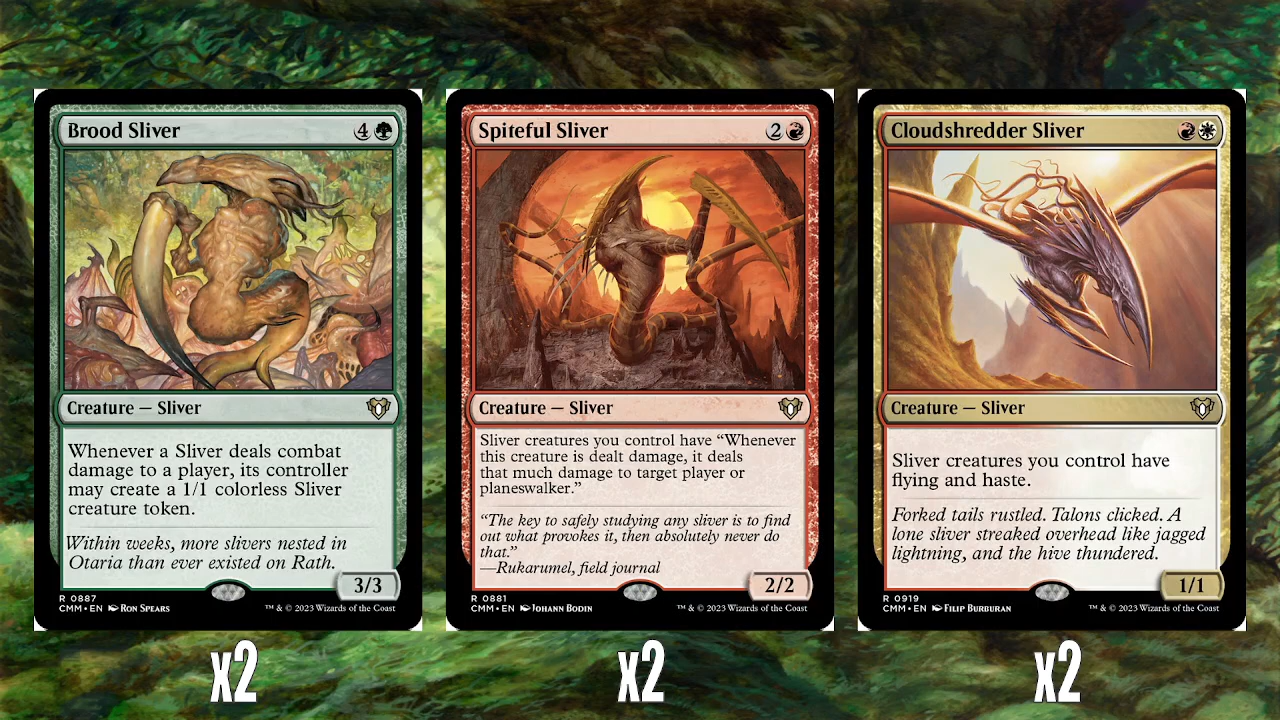 Brood Sliver
4
Creature — Sliver
Whenever a Sliver deals combat
damage to a player, its controller
may create a 1/1 colorless Sliver
creature token.
Within weeks, more slivers nested in
Otaria than ever existed on Rath.
3/3
R 0887
CMM • EN Ron Spears
™ & © 2023 Wizards of the Coast
x2
Spiteful Sliver
2
Creature — Sliver
Sliver creatures you control have “Whenever
this creature is dealt damage, it deals
that much damage to target player or
planeswalker.”
“The key to safely studying any sliver is to find
out what provokes it, then absolutely never do
that.”
—Rukarumel, field journal
2/2
R 0881
CMM • EN Johann Bodin
™ & © 2023 Wizards of the Coast
x2
Cloudshredder Sliver
Creature — Sliver
Sliver creatures you control have
flying and haste.
Forked tails rustled. Talons clicked. A
lone sliver streaked overhead like jagged
lightning, and the hive thundered.
1/1
R 0919
CMM • EN Filip Burburan
™ & © 2023 Wizards of the Coast
x2